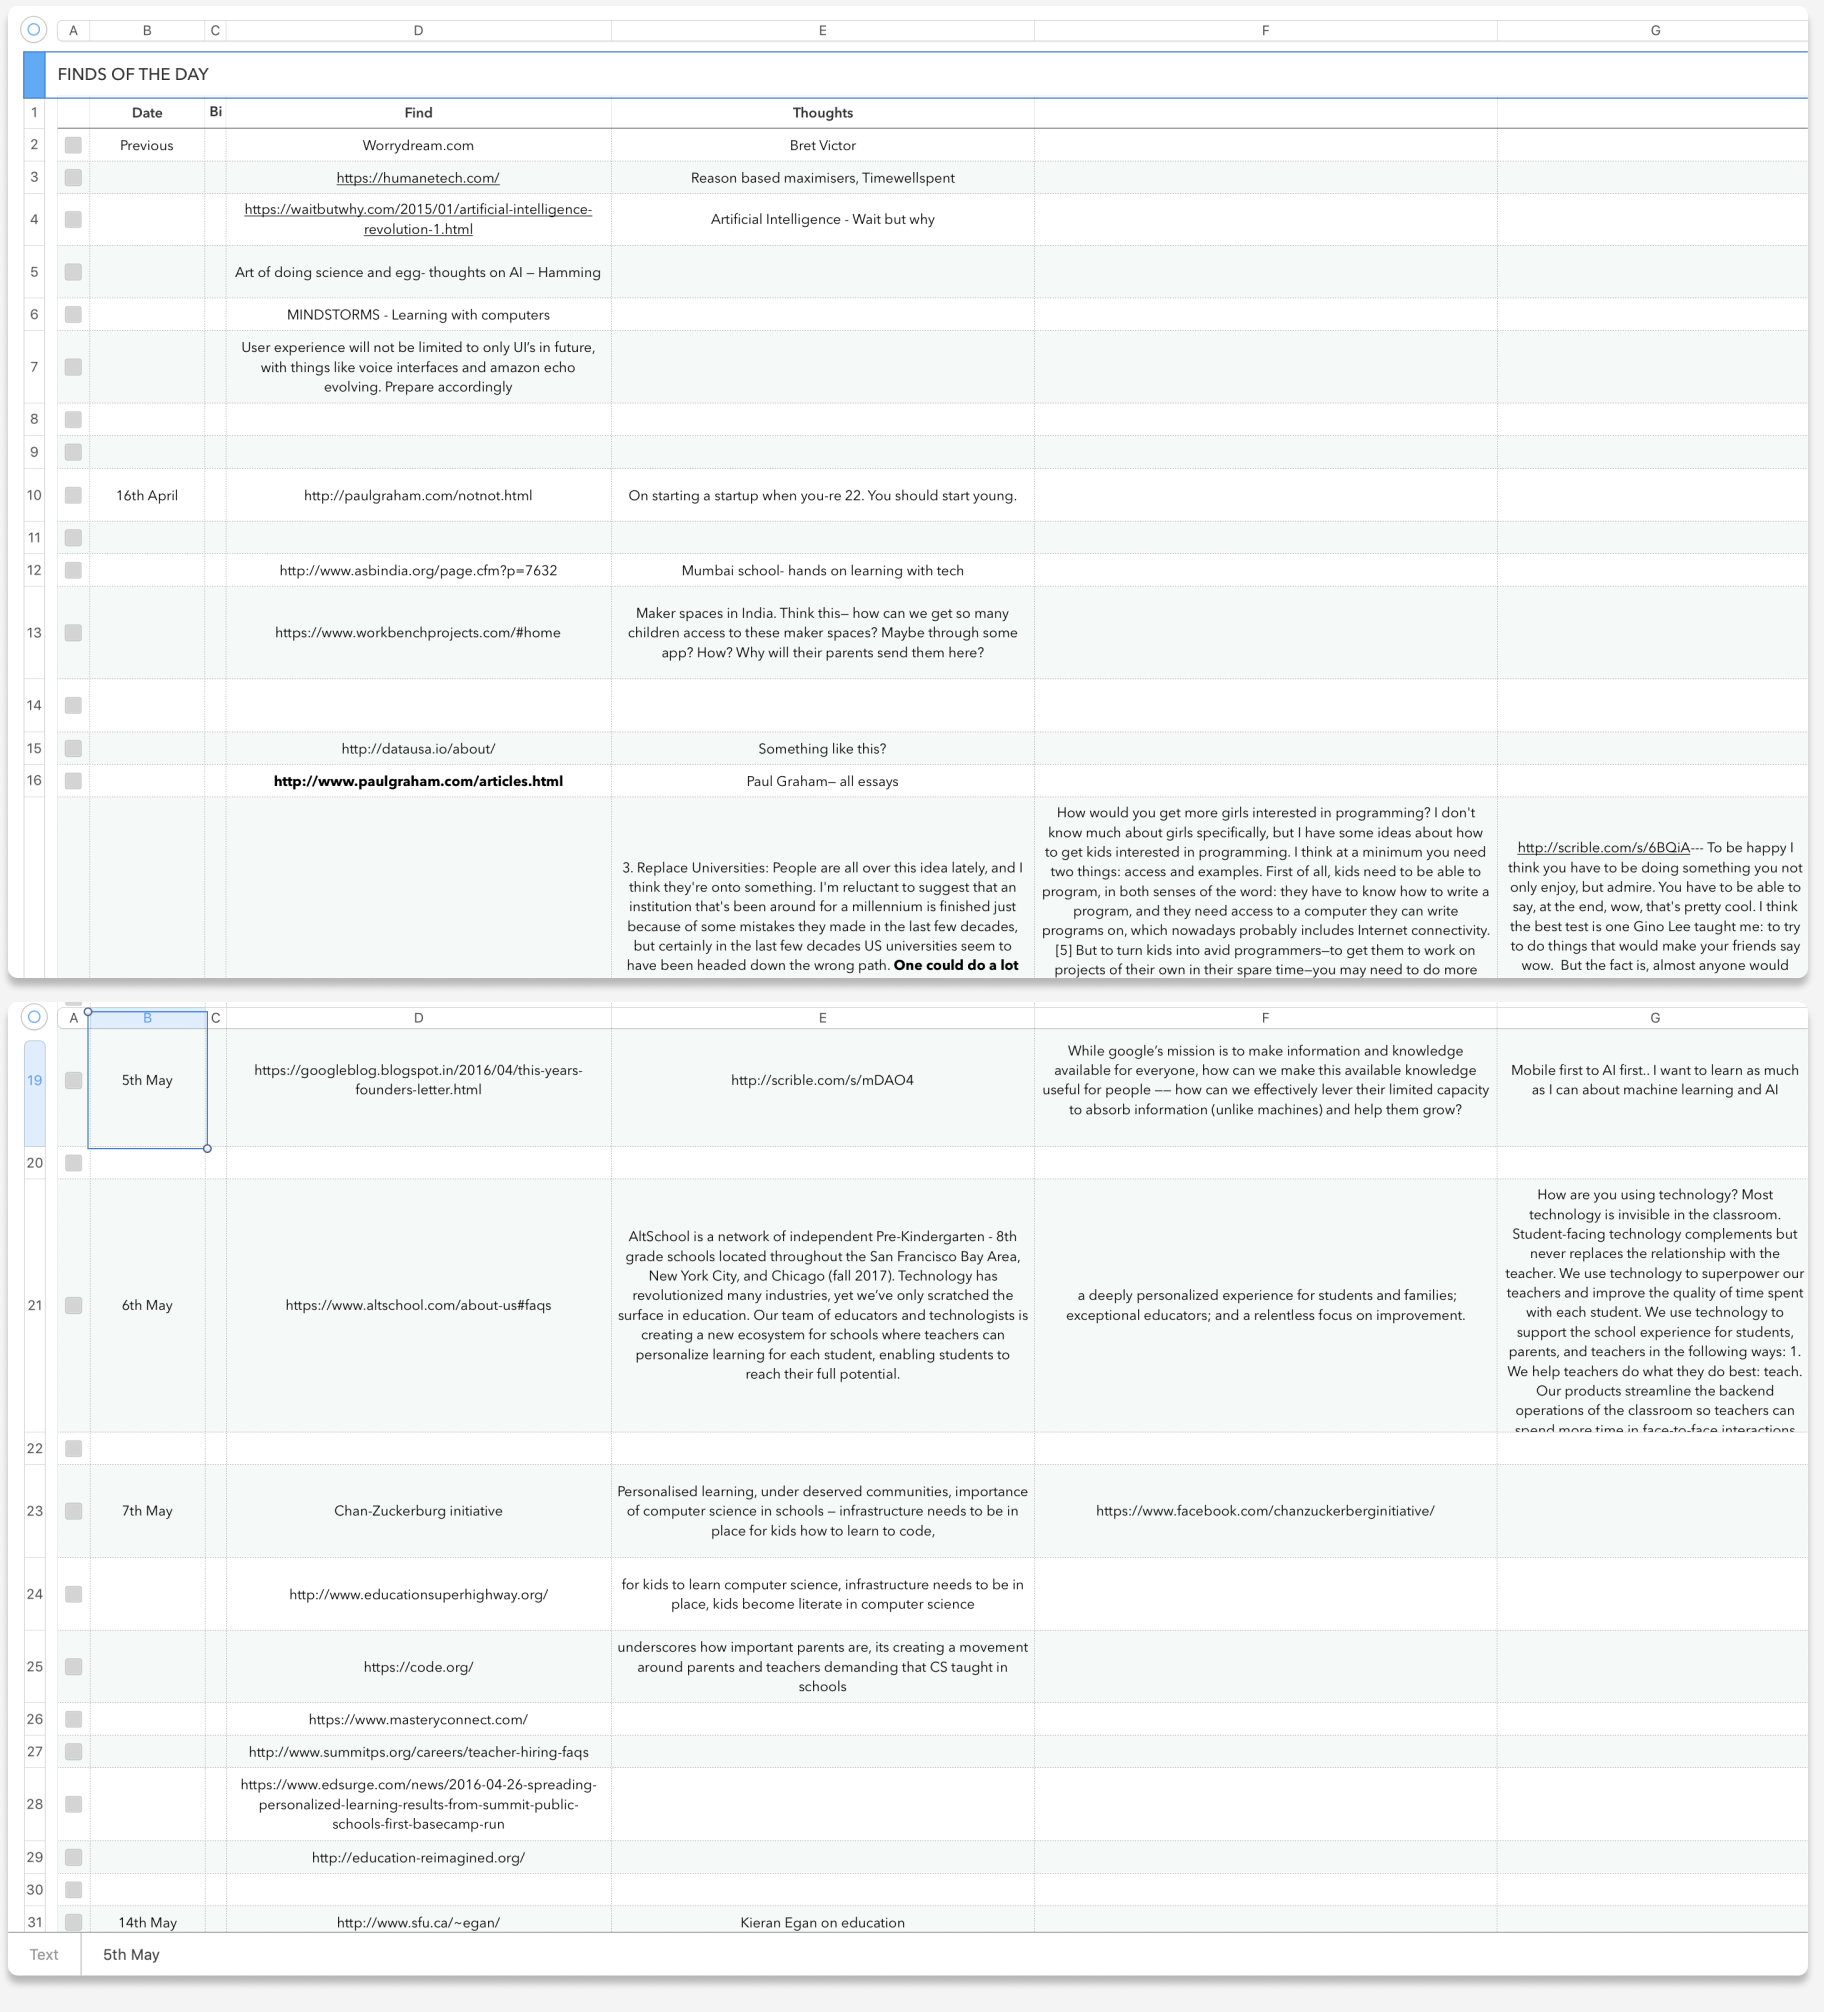 A B C D E F G
FINDS OF THE DAY
1 Date Bi Find Thoughts
2 Previous Worrydream.com Bret Victor
3 https://humanetech.com/ Reason based maximisers, Timewellspent
4 https://waitbutwhy.com/2015/01/artificial-intelligence-
revolution-1.html
Artificial Intelligence - Wait but why
5 Art of doing science and egg- thoughts on AI – Hamming
6 MINDSTORMS - Learning with computers
7 User experience will not be limited to only UI's in future,
with things like voice interfaces and amazon echo
evolving. Prepare accordingly
8
9
10 16th April http://paulgraham.com/notnot.html On starting a startup when you-re 22. You should start young.
11
12 http://www.asbindia.org/page.cfm?p=7632 Mumbai school- hands on learning with tech
13 https://www.workbenchprojects.com/#home
Maker spaces in India. Think this– how can we get so many
children access to these maker spaces? Maybe through some
app? How? Why will their parents send them here?
14
15 http://datausa.io/about/ Something like this?
16 http://www.paulgraham.com/articles.html Paul Graham– all essays
3. Replace Universities: People are all over this idea lately, and I
think they're onto something. I'm reluctant to suggest that an
institution that's been around for a millennium is finished just
because of some mistakes they made in the last few decades,
but certainly in the last few decades US universities seem to
have been headed down the wrong path. One could do a lot
How would you get more girls interested in programming? I don't
know much about girls specifically, but I have some ideas about how
to get kids interested in programming. I think at a minimum you need
two things: access and examples. First of all, kids need to be able to
program, in both senses of the word: they have to know how to write a
program, and they need access to a computer they can write
programs on, which nowadays probably includes Internet connectivity.
[5] But to turn kids into avid programmers—to get them to work on
projects of their own in their spare time—you may need to do more
http://scrible.com/s/6BQiA--- To be happy I
think you have to be doing something you not
only enjoy, but admire. You have to be able to
say, at the end, wow, that's pretty cool. I think
the best test is one Gino Lee taught me: to try
to do things that would make your friends say
wow. But the fact is, almost anyone would
A B C D E F G
19 5th May
https://googleblog.blogspot.in/2016/04/this-years-
founders-letter.html
http://scrible.com/s/mDAO4
While google's mission is to make information and knowledge
available for everyone, how can we make this available knowledge
useful for people –– how can we effectively lever their limited capacity
to absorb information (unlike machines) and help them grow?
Mobile first to AI first.. I want to learn as much
as I can about machine learning and AI
20
21 6th May https://www.altschool.com/about-us#faqs
AltSchool is a network of independent Pre-Kindergarten - 8th
grade schools located throughout the San Francisco Bay Area,
New York City, and Chicago (fall 2017). Technology has
revolutionized many industries, yet we've only scratched the
surface in education. Our team of educators and technologists is
creating a new ecosystem for schools where teachers can
personalize learning for each student, enabling students to
reach their full potential.
a deeply personalized experience for students and families;
exceptional educators; and a relentless focus on improvement.
How are you using technology? Most
technology is invisible in the classroom.
Student-facing technology complements but
never replaces the relationship with the
teacher. We use technology to superpower our
teachers and improve the quality of time spent
with each student. We use technology to
support the school experience for students,
parents, and teachers in the following ways: 1.
We help teachers do what they do best: teach.
Our products streamline the backend
operations of the classroom so teachers can
spend more time in face-to-face interactions
22
23 7th May Chan-Zuckerburg initiative
Personalised learning, under deserved communities, importance
of computer science in schools – infrastructure needs to be in
place for kids how to learn to code,
https://www.facebook.com/chanzuckerberginitiative/
24 http://www.educationsuperhighway.org/
for kids to learn computer science, infrastructure needs to be in
place, kids become literate in computer science
25 https://code.org/
underscores how important parents are, its creating a movement
around parents and teachers demanding that CS taught in
schools
26 https://www.masteryconnect.com/
27 http://www.summitps.org/careers/teacher-hiring-faqs
28 https://www.edsurge.com/news/2016-04-26-spreading-
personalized-learning-results-from-summit-public-
schools-first-basecamp-run
29 http://education-reimagined.org/
30
31 14th May http://www.sfu.ca/~egan/ Kieran Egan on education
Text 5th May